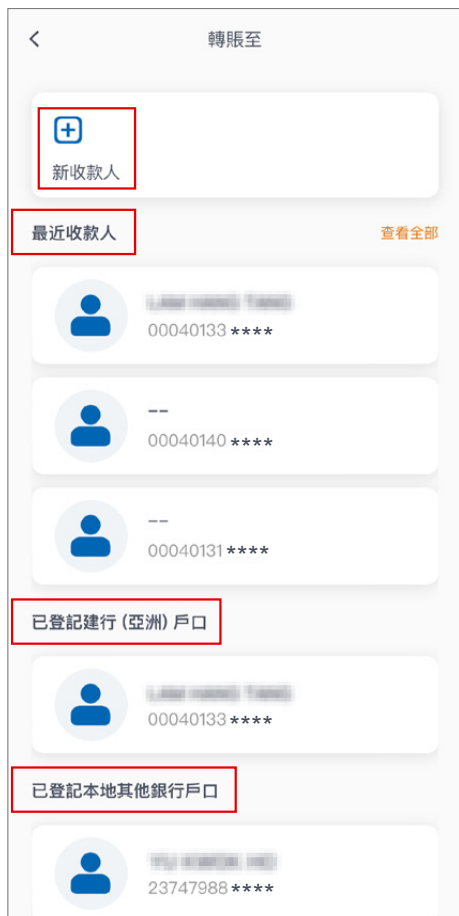 轉賬至
新收款人
最近收款人
查看全部
00040133 ****
--
00040140 ****
--
00040131 ****
已登記建行 (亞洲) 戶口
00040133 ****
已登記本地其他銀行戶口
23747988 ****